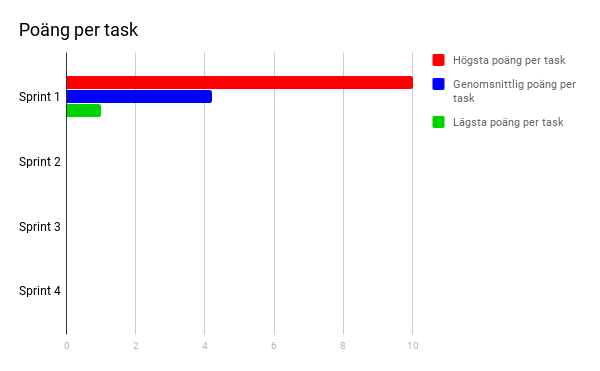 Poäng per task
Högsta poäng per task
Genomsnittlig poäng per
task
Lägsta poäng per task
Sprint 1
Sprint 2
Sprint 3
Sprint 4
0 2 4 6 8 10